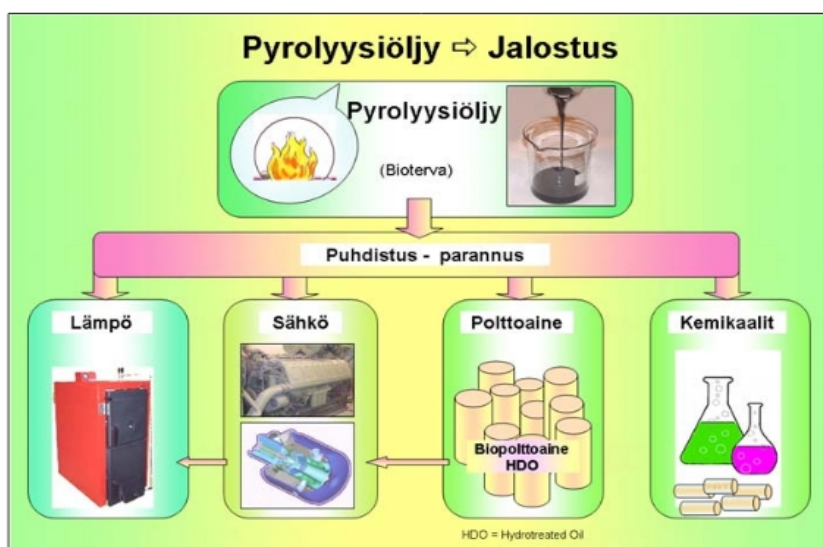 Pyrolyysiöljy ⇨ Jalostus
Pyrolyysiöljy
(Bioterva)
Puhdistus - parannus
Lämpö
Sähkö
Polttoaine
Kemikaalit
Biopolttoaine
HDO
HDO = Hydrotreated Oil